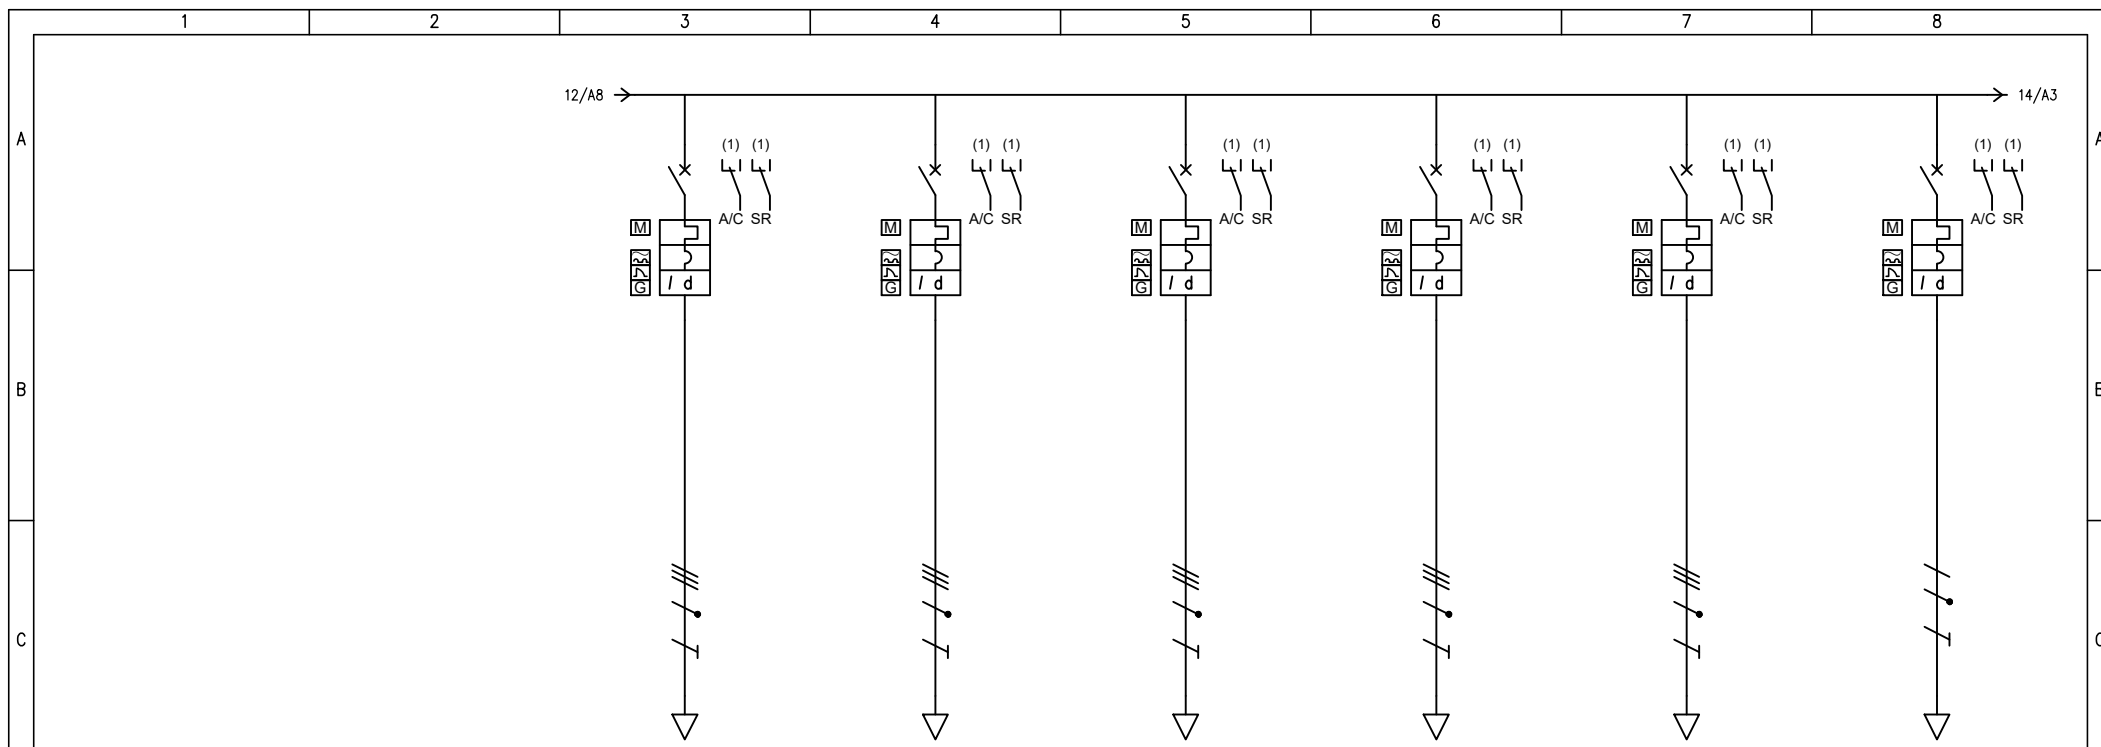 1 2 3 4 5 6 7 8
12/A8 14/A3
A A
(1) (1) (1) (1) (1) (1) (1) (1) (1) (1) (1) (1)
A/C SR A/C SR A/C SR A/C SR A/C SR A/C SR
M M M M M M
I d I d I d I d I d I d
G G G G G G
B B
C C